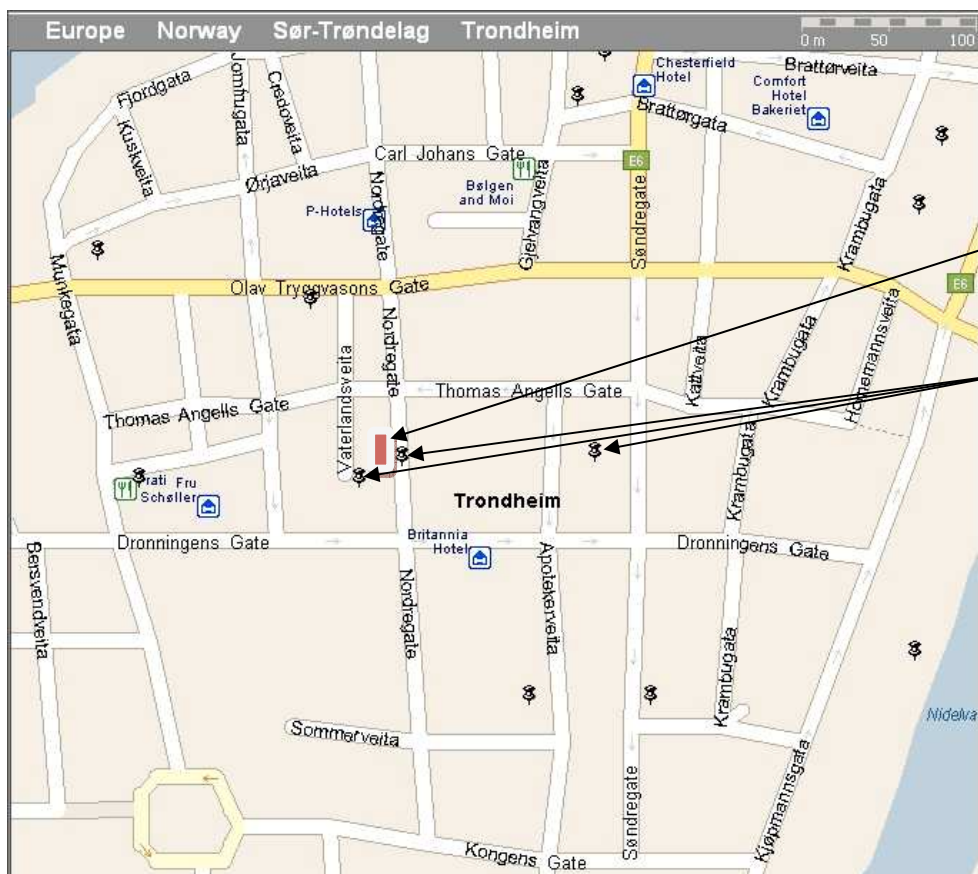 Europe Norway Sør-Trøndelag Trondheim
0 m 50 100
Chesterfield
Hotel
Brattørveita
Comfort
Hotel
Bakeriet
Fjordgata
Jomfrugata
Credoveita
Kuskveita
Brattørgata
Carl Johans Gate
E6
Ørjaveita
Bølgen
and Moi
P-Hotels
Nordregate
Gjelvangveita
Søndregate
Krambugata
Munkegata
Olav Tryggvasons Gate
E6
Nordregate
Vaterlandsveita
Kattveita
Krambugata
Hornemannsveita
Thomas Angells Gate
Thomas Angells Gate
Krambugata
Prati
Fru
Schøller
Trondheim
Britannia
Hotel
Dronningens Gate
Dronningens Gate
Bersvendveita
Nordregate
Apotekerveita
Krambugata
Sommerveita
Nidelva
Søndregate
Kjøpmannsgata
Kongens Gate